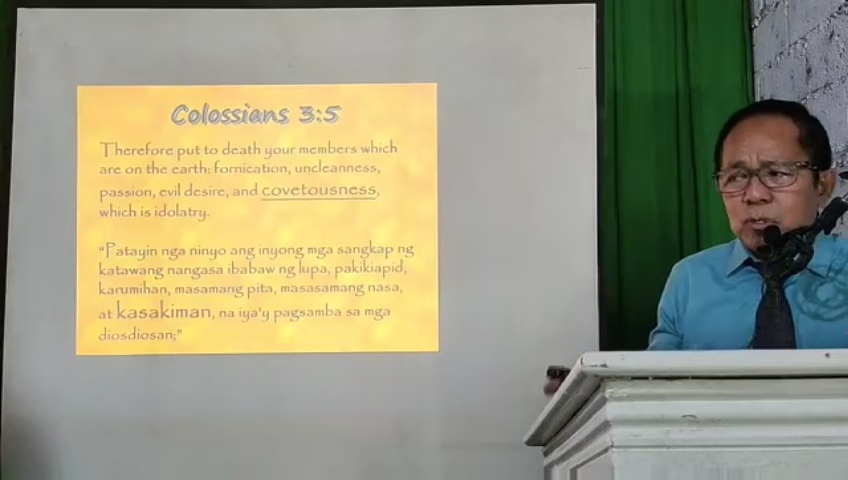 Colossians 3:5
Therefore put to death your members which
are on the earth: fornication, uncleanness,
passion, evil desire, and covetousness,
which is idolatry.
"Patayin nga ninyo ang inyong mga sangkap ng
katawang nangasa ibabaw ng lupa, pakikiapid,
karumihan, masamang pita, masasamang nasa,
at kasakiman, na iya'y pagsamba sa mga
diosdiosan;"